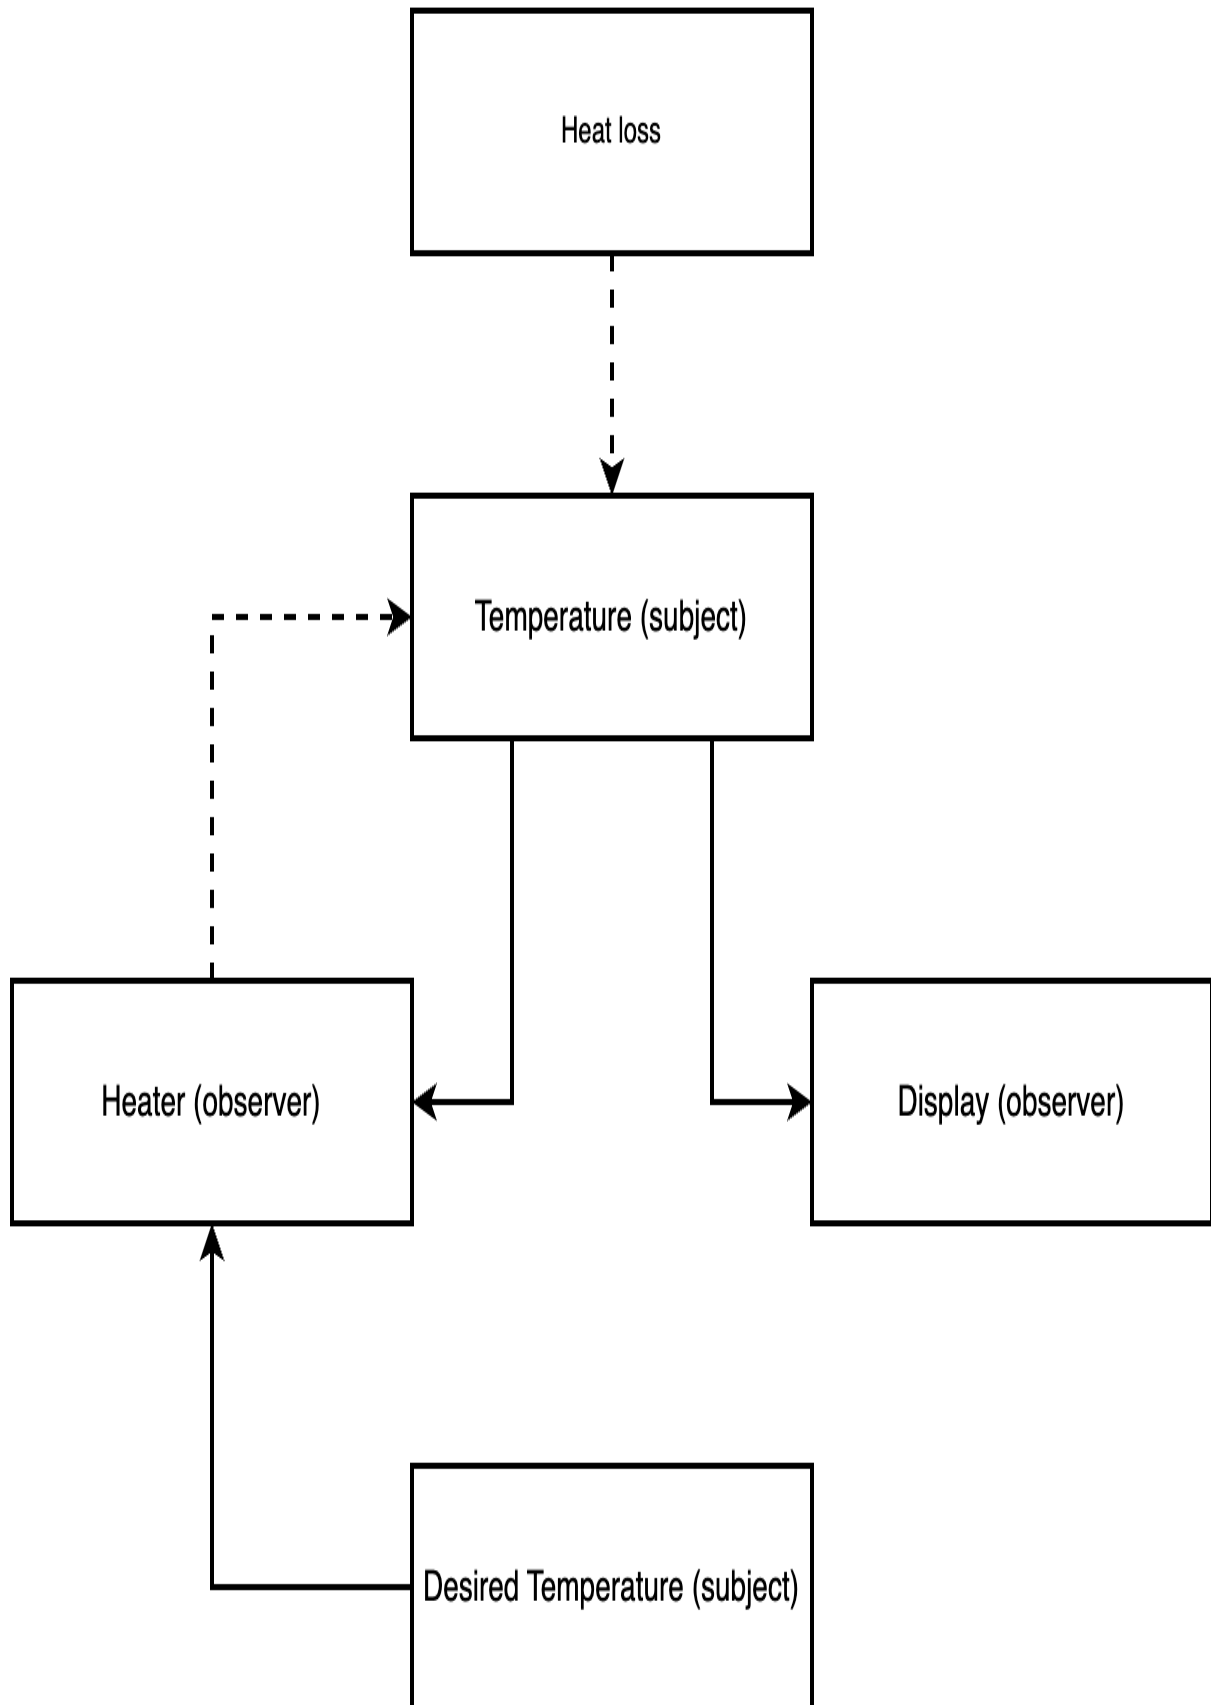 Heat loss
Temperature (subject)
Heater (observer)
Display (observer)
Desired Temperature (subject)